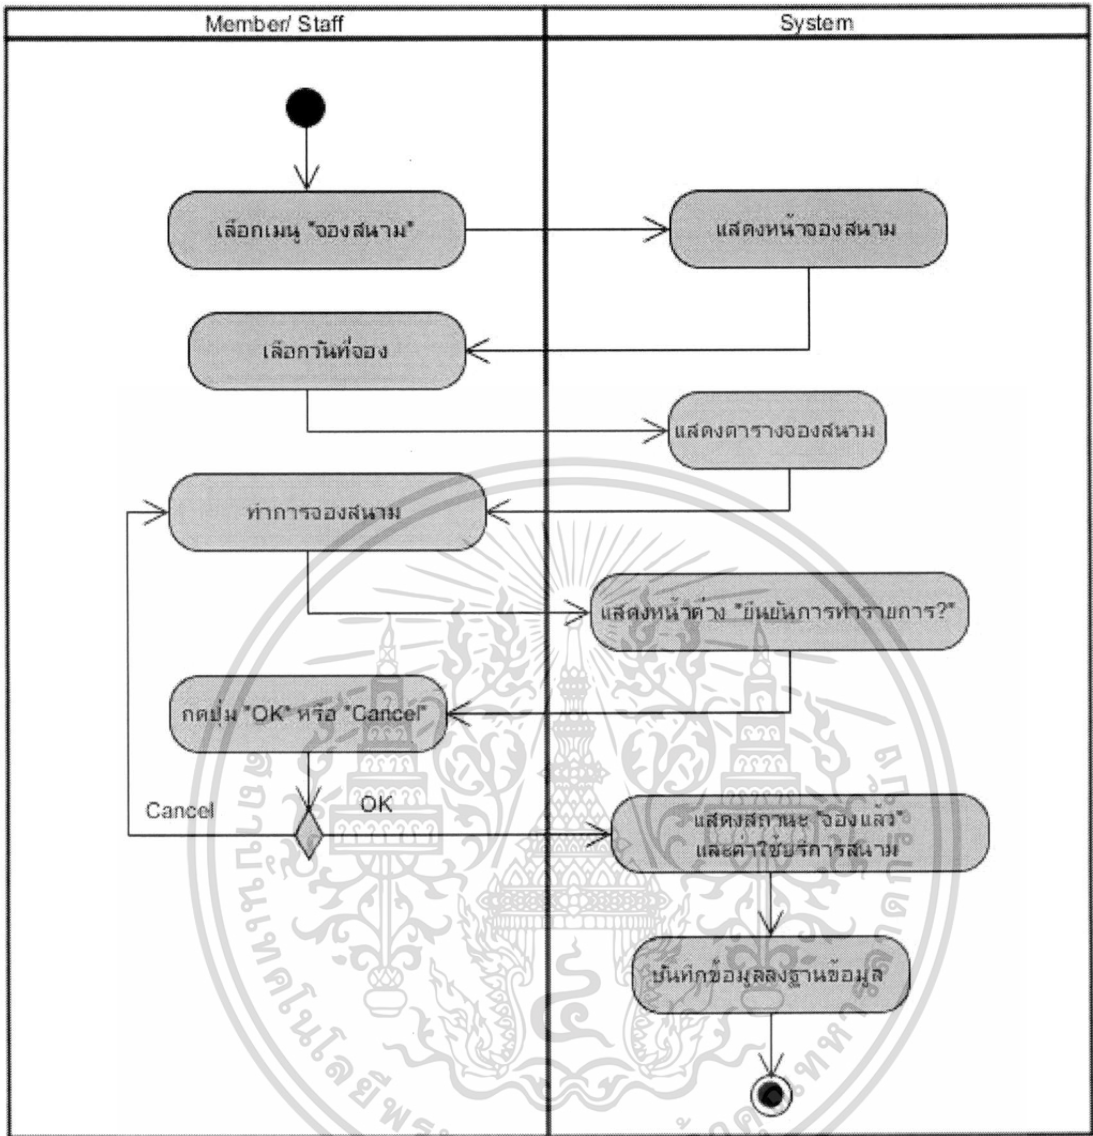 Member/ Staff
System
เลือกเมนู "จองสนาม"
แสดงหน้าจองสนาม
เลือกวันที่จอง
แสดงตารางจองสนาม
ทำการจองสนาม
แสดงหน้าต่าง "ยืนยันการทำรายการ?"
กดปุ่ม "OK" หรือ "Cancel"
Cancel
OK
แสดงสถานะ "จองแล้ว"
และค่าใช้บริการสนาม
บันทึกข้อมูลลงฐานข้อมูล